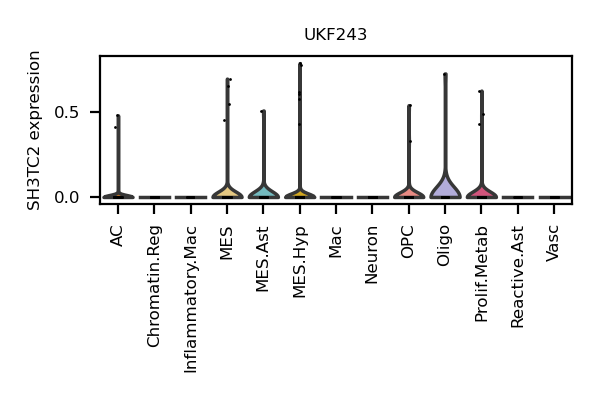 UKF243
SH3TC2 expression
0.5
0.0
AC
Chromatin.Reg
Inflammatory.Mac
MES
MES.Ast
MES.Hyp
Mac
Neuron
OPC
Oligo
Prolif.Metab
Reactive.Ast
Vasc